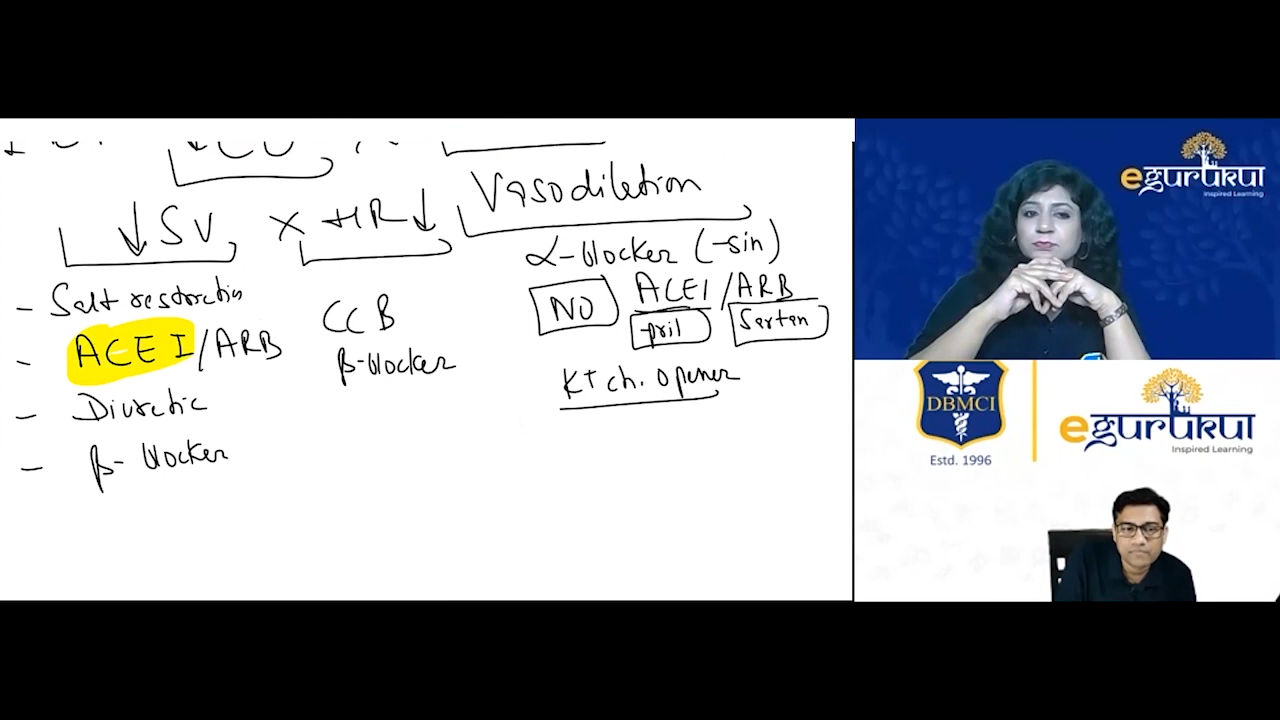 Vasodilation
↓SV X HR↓
α-blocker (-sin)
- Salt restriction
NO ACEI/ARB
pril Sartan
CCB
- ACEI/ARB
β-blocker
K+ ch. opener
- Diuretic
- β-blocker
eGURUKUL
Inspired Learning
DBMCI
Estd. 1996
eGURUKUL
Inspired Learning